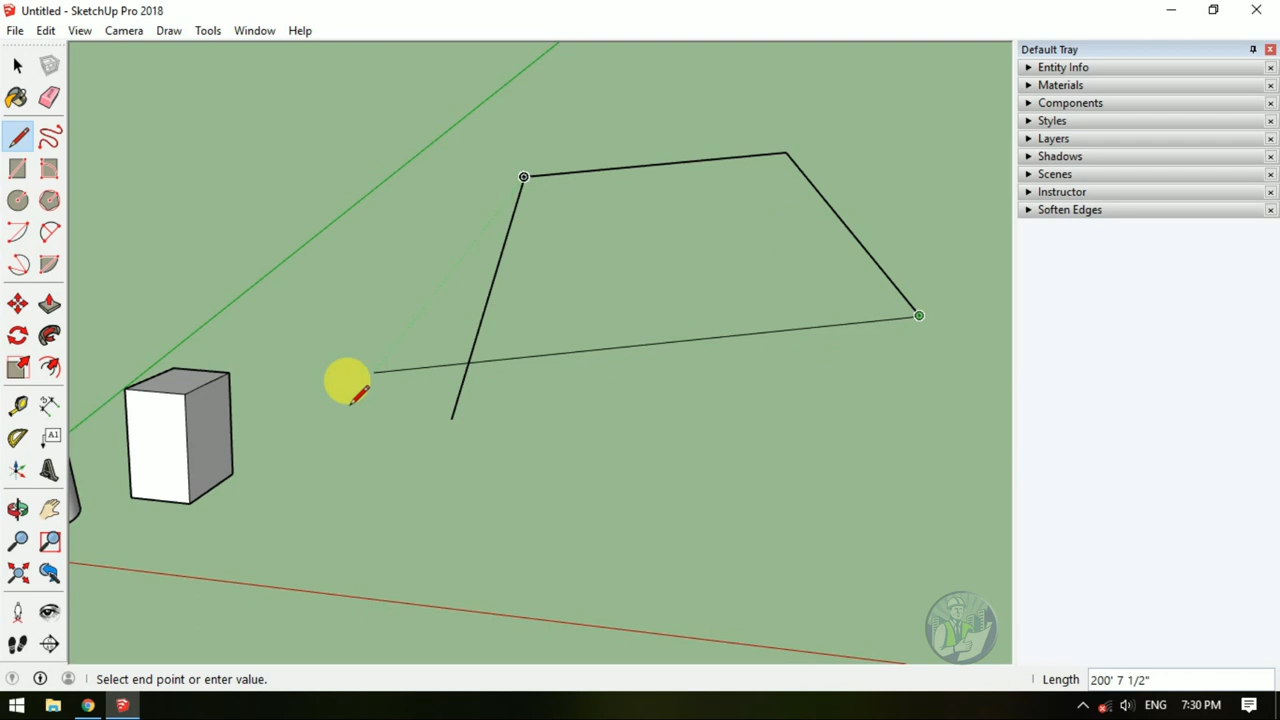 Untitled - SketchUp Pro 2018
File Edit View Camera Draw Tools Window Help
Default Tray
Entity Info
Materials
Components
Styles
Layers
Shadows
Scenes
Instructor
Soften Edges
A1
Select end point or enter value.
Length 200' 7 1/2"
ENG 7:30 PM